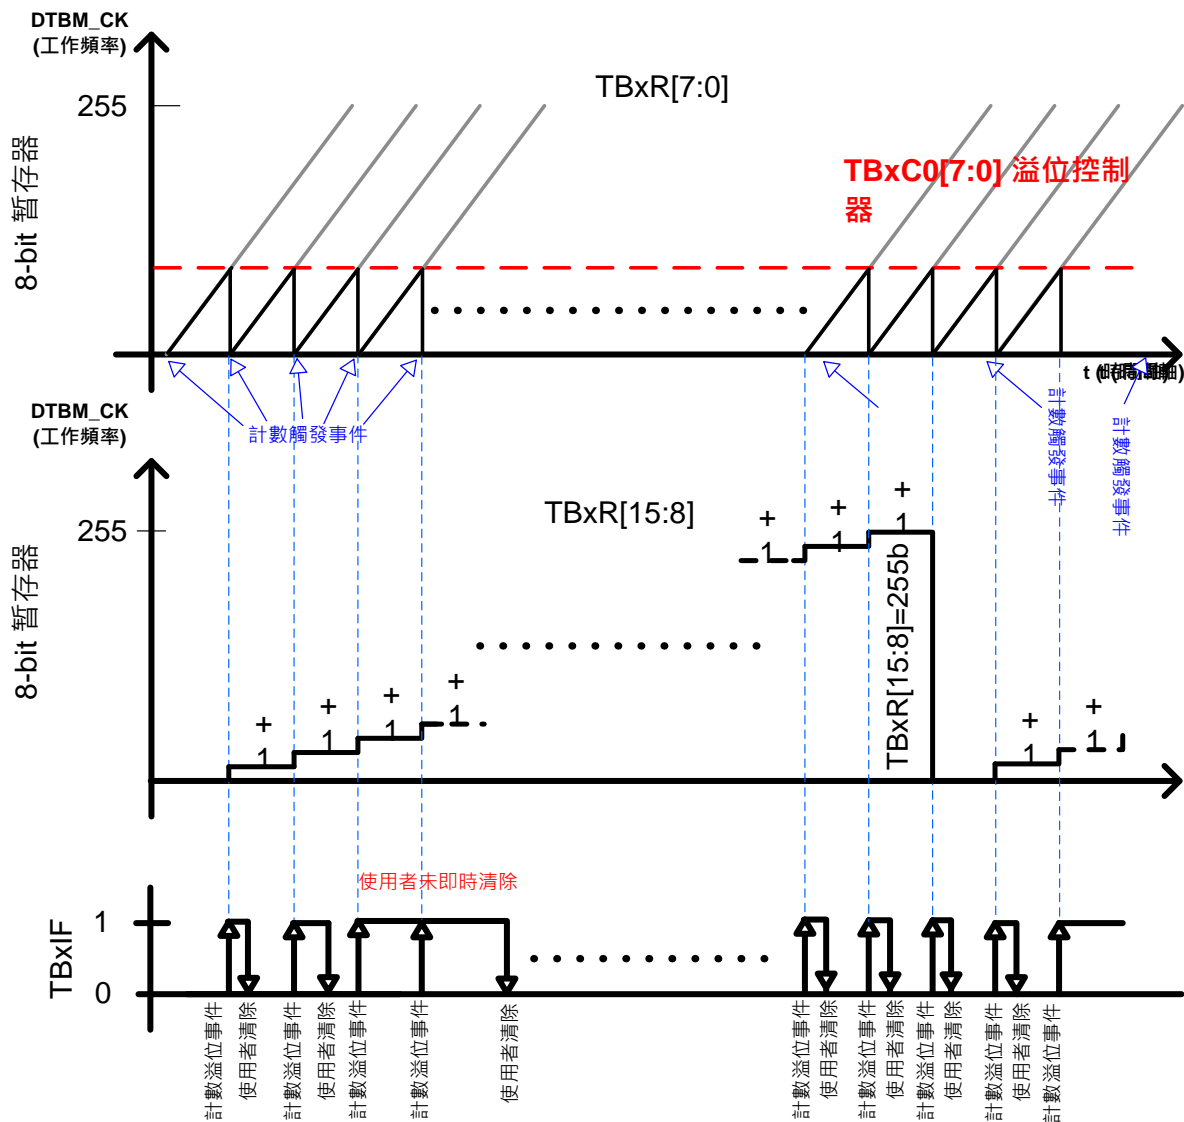 DTBM_CK
(工作頻率)
255
8-bit 暫存器
TBxR[7:0]
TBxC0[7:0] 溢位控制
器
計數觸發事件
計數觸發事件
計數觸發事件
DTBM_CK
(工作頻率)
255
8-bit 暫存器
TBxR[15:8]
+
1
+
1
+
1
TBxR[15:8]=255b
+
1
+
1
+
1
+
1
+
1
+
1
使用者未即時清除
TBxIF
1
0
計數溢位事件
使用者清除
計數溢位事件
使用者清除
計數溢位事件
計數溢位事件
使用者清除
計數溢位事件
使用者清除
計數溢位事件
使用者清除
計數溢位事件
使用者清除
計數溢位事件
使用者清除
計數溢位事件